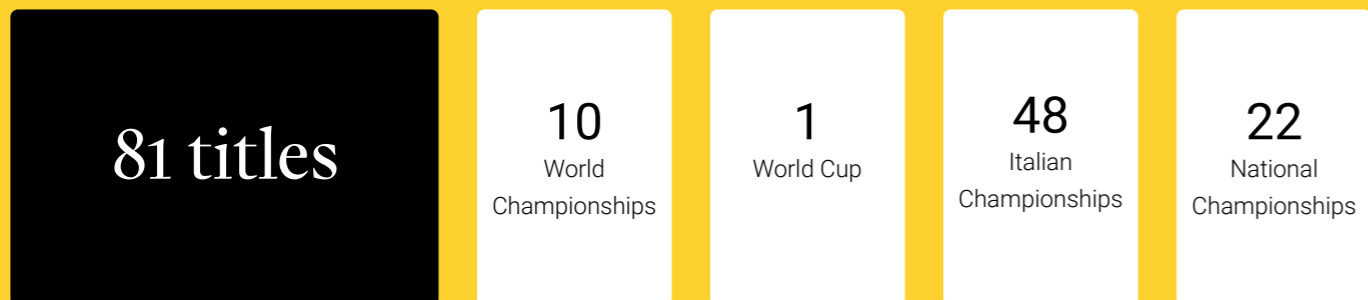 81 titles
10
World
Championships
1
World Cup
48
Italian
Championships
22
National
Championships